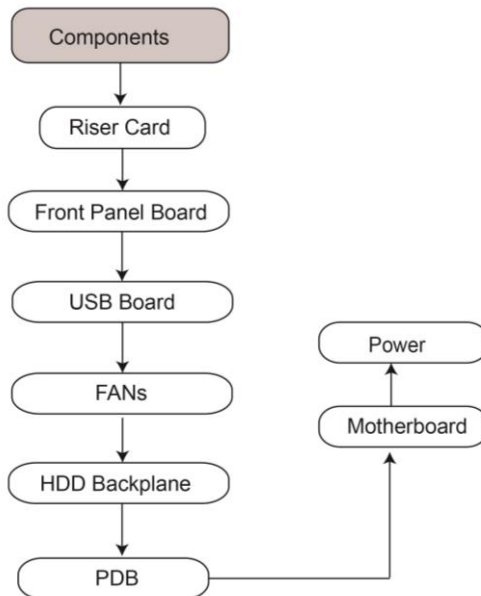 Components
Riser Card
Front Panel Board
USB Board
FANs
HDD Backplane
PDB
Motherboard
Power